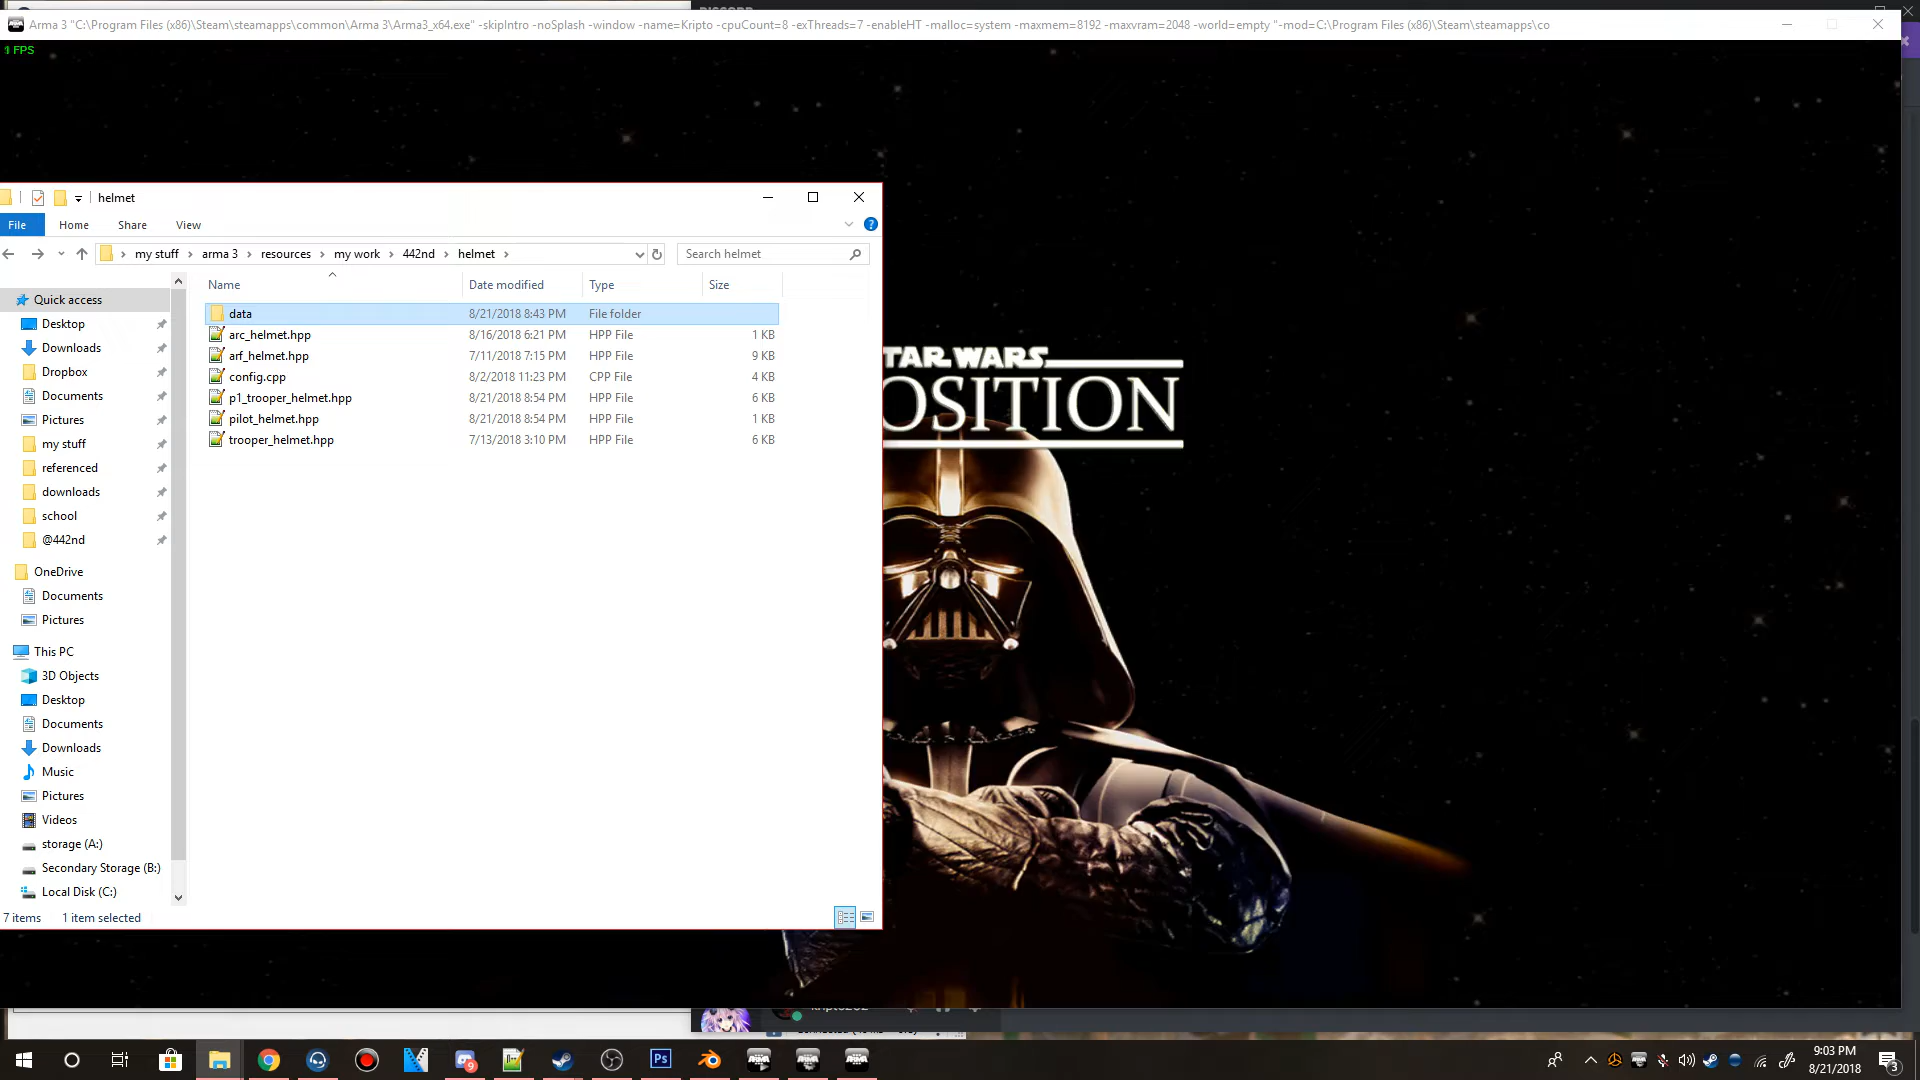 Arma 3 "C:\Program Files (x86)\Steam\steamapps\common\Arma 3\Arma3_x64.exe" -skipIntro -noSplash -window -name=Kripto -cpuCount=8 -exThreads=7 -enableHT -malloc=system -maxmem=8192 -maxvram=2048 -world=empty "-mod=C:\Program Files (x86)\Steam\steamapps\co
1 FPS
helmet
File Home Share View
my stuff arma 3 resources my work 442nd helmet
Search helmet
Name Date modified Type Size
data 8/21/2018 8:43 PM File folder
arc_helmet.hpp 8/16/2018 6:21 PM HPP File 1 KB
arf_helmet.hpp 7/11/2018 7:15 PM HPP File 9 KB
config.cpp 8/2/2018 11:23 PM CPP File 4 KB
p1_trooper_helmet.hpp 8/21/2018 8:54 PM HPP File 6 KB
pilot_helmet.hpp 8/21/2018 8:54 PM HPP File 1 KB
trooper_helmet.hpp 7/13/2018 3:10 PM HPP File 6 KB
Quick access
Desktop
Downloads
Dropbox
Documents
Pictures
my stuff
referenced
downloads
school
@442nd
OneDrive
Documents
Pictures
This PC
3D Objects
Desktop
Documents
Downloads
Music
Pictures
Videos
storage (A:)
Secondary Storage (B:)
Local Disk (C:)
7 items 1 item selected
TAR WARS
OSITION
Ps
9
9:03 PM
8/21/2018
3